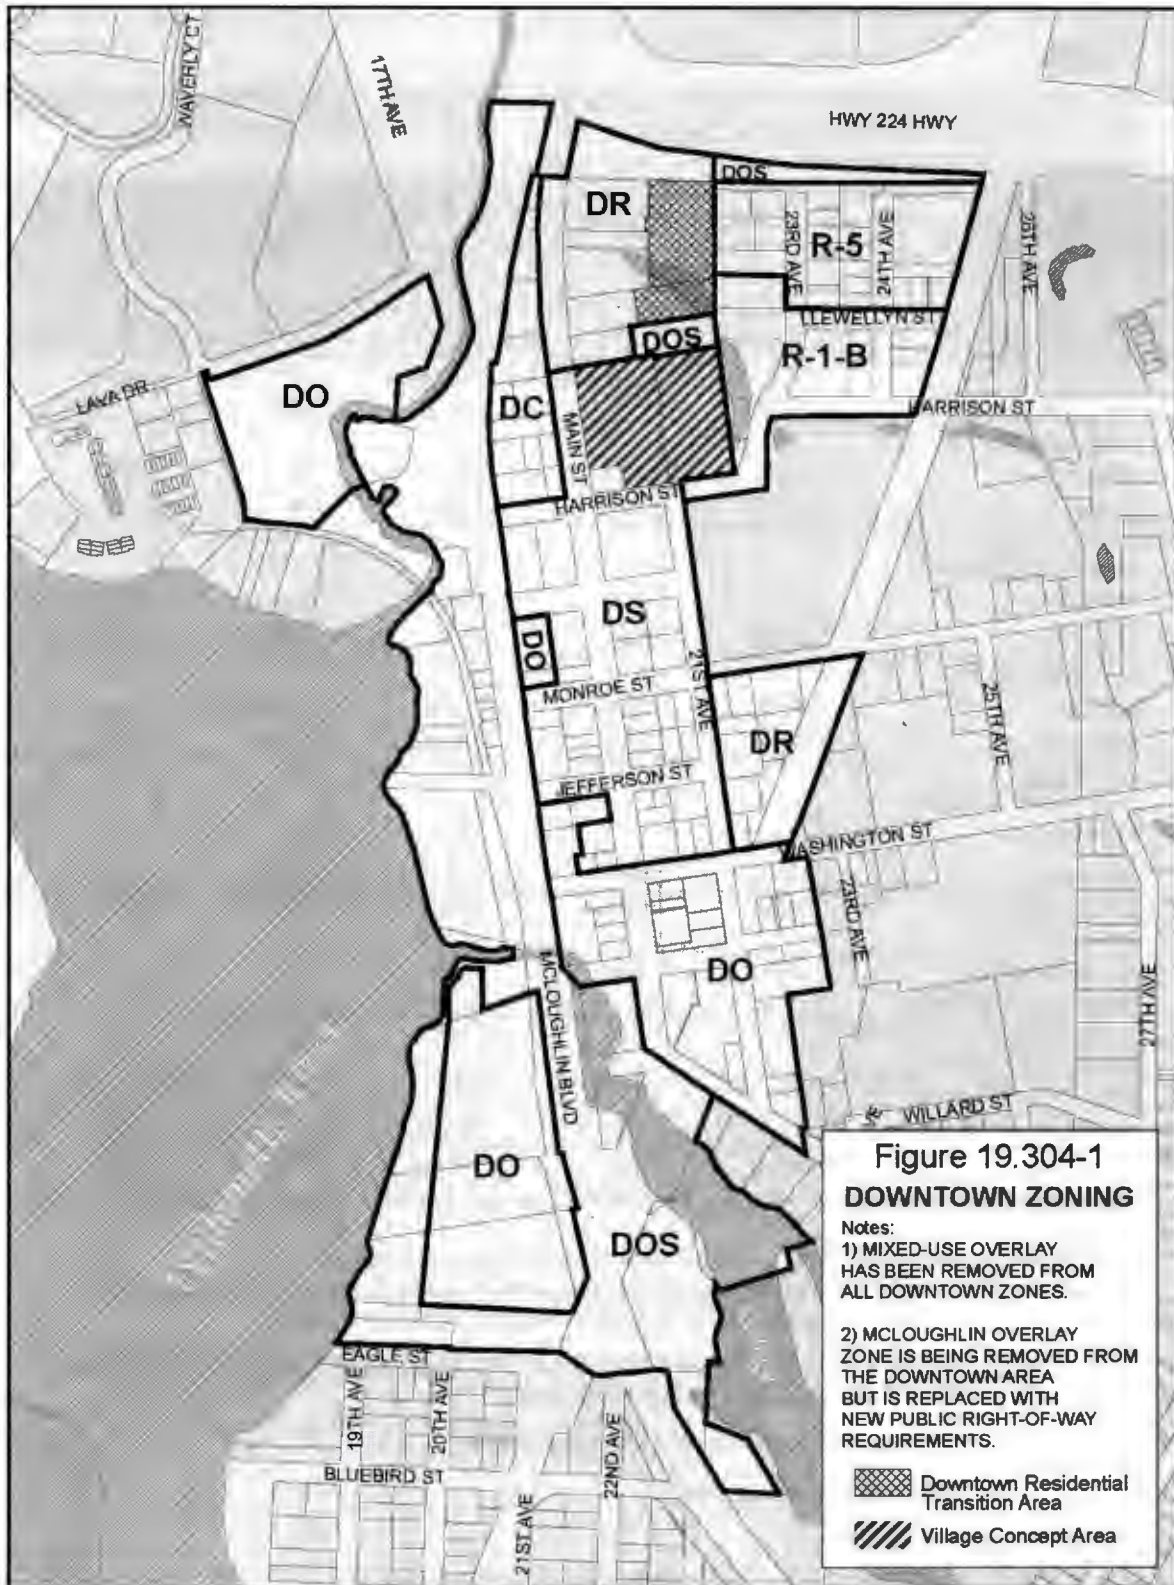 WAVERLY CT
17TH AVE
HWY 224 HWY
DOS
DR
23RD AVE
24TH AVE
R-5
26TH AVE
LLEWELLYN ST
DOS
R-1-B
LAVA DR
DO
DC
MAIN ST
HARRISON ST
HARRISON ST
DS
DO
MONROE ST
21ST AVE
25TH AVE
DR
JEFFERSON ST
WASHINGTON ST
23RD AVE
DO
MCLOUGHLIN BLVD
27TH AVE
WILLARD ST
DO
DOS
EAGLE ST
19TH AVE
20TH AVE
BLUEBIRD ST
21ST AVE
22ND AVE
Figure 19.304-1
DOWNTOWN ZONING
Notes:
1) MIXED-USE OVERLAY
HAS BEEN REMOVED FROM
ALL DOWNTOWN ZONES.
2) MCLOUGHLIN OVERLAY
ZONE IS BEING REMOVED FROM
THE DOWNTOWN AREA
BUT IS REPLACED WITH
NEW PUBLIC RIGHT-OF-WAY
REQUIREMENTS.
Downtown Residential
Transition Area
Village Concept Area